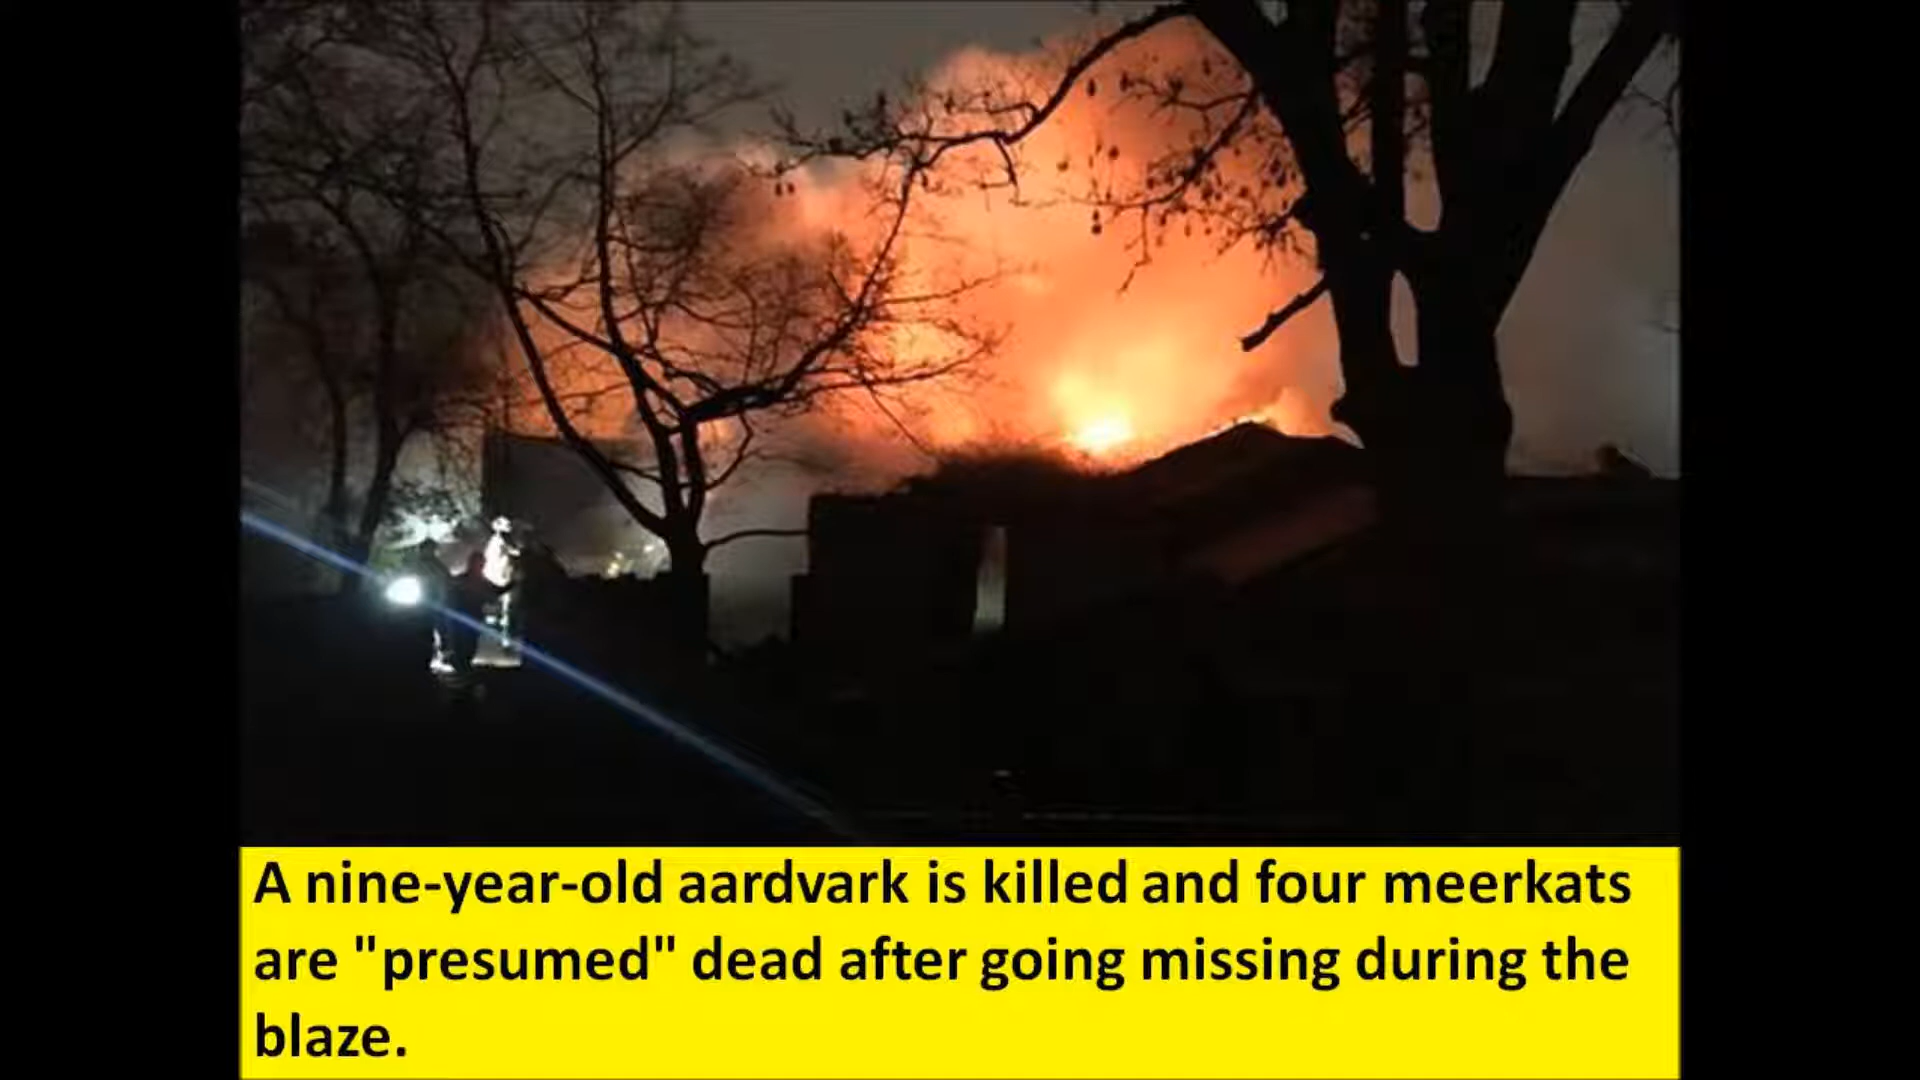 A nine-year-old aardvark is killed and four meerkats
are "presumed" dead after going missing during the
blaze.